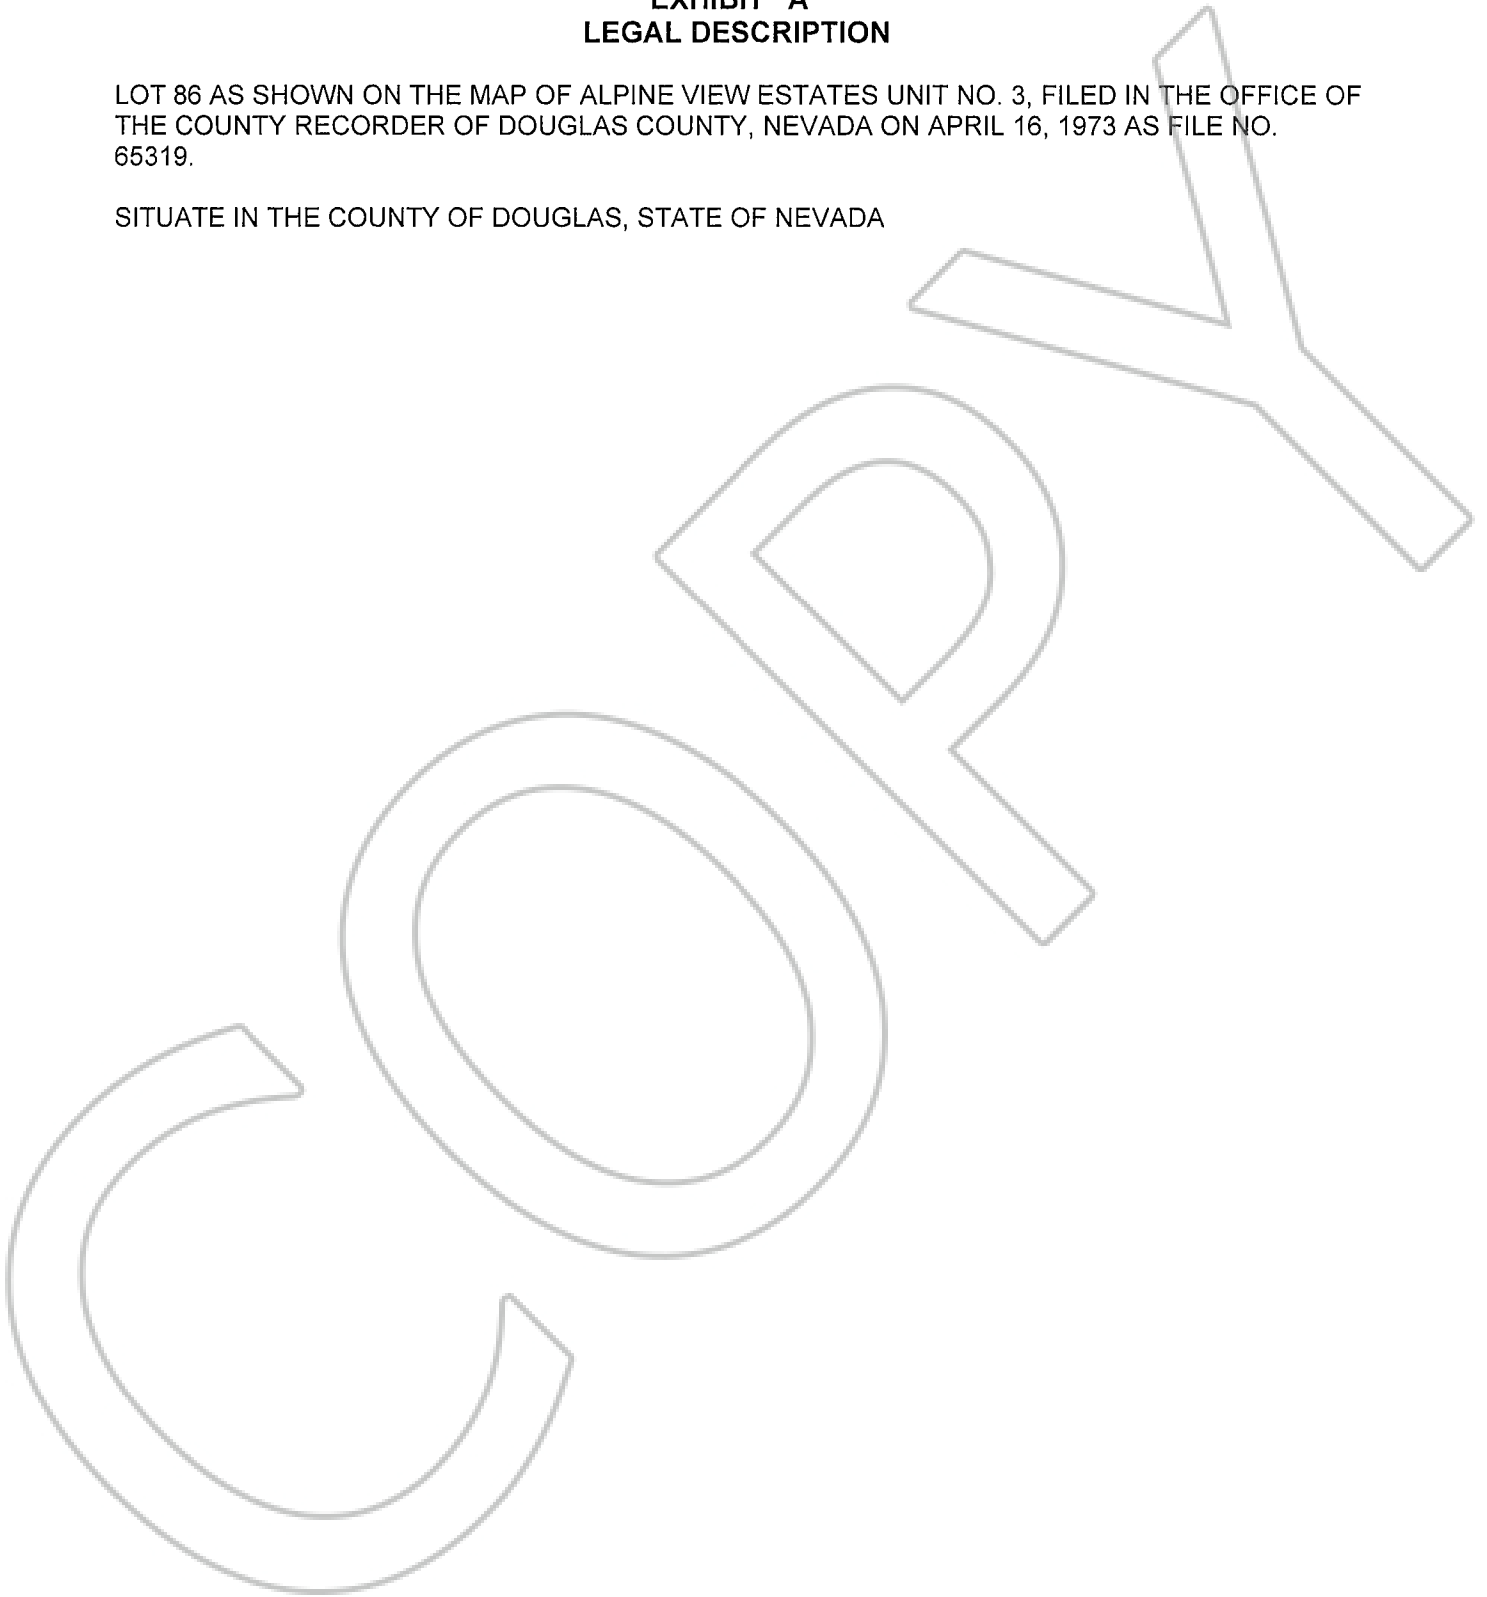 EXHIBIT "A"
LEGAL DESCRIPTION
LOT 86 AS SHOWN ON THE MAP OF ALPINE VIEW ESTATES UNIT NO. 3, FILED IN THE OFFICE OF
THE COUNTY RECORDER OF DOUGLAS COUNTY, NEVADA ON APRIL 16, 1973 AS FILE NO.
65319.
SITUATE IN THE COUNTY OF DOUGLAS, STATE OF NEVADA
COPY